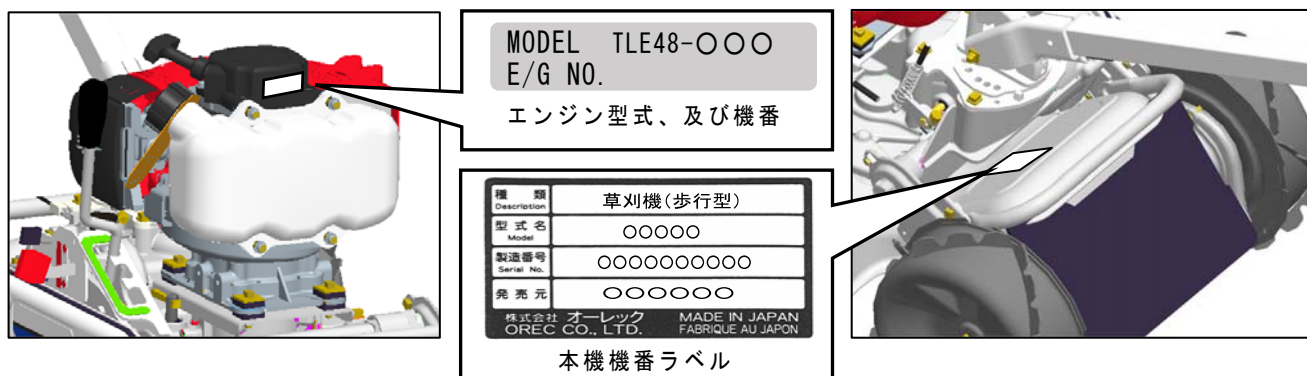 MODEL TLE48-○○○
E/G NO.
エンジン型式、及び機番
種類 草刈機(歩行型)
Description
型式名 ○○○○○
Model
製造番号 ○○○○○○○○○○
Serial No.
発売元 ○○○○○○
株式会社 オーレック MADE IN JAPAN
OREC CO., LTD. FABRIQUE AU JAPON
本機機番ラベル